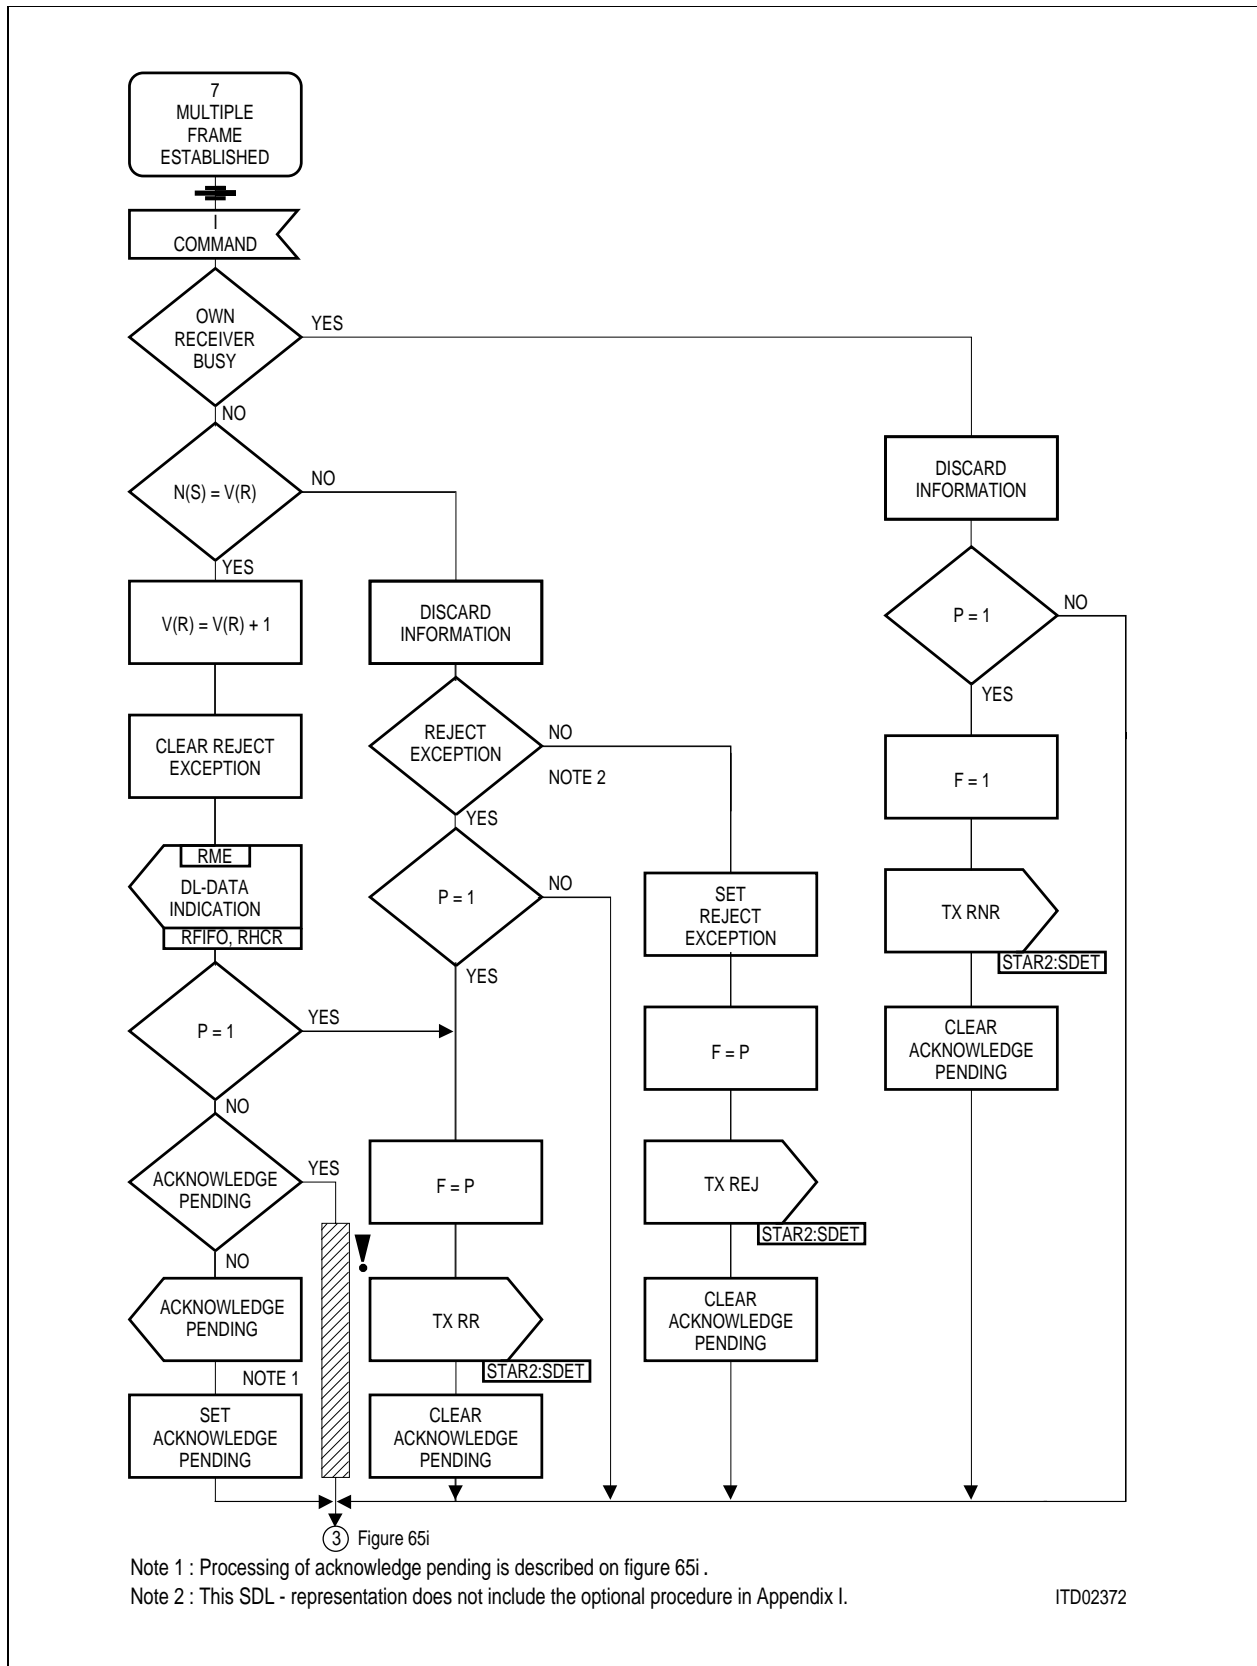 7
MULTIPLE
FRAME
ESTABLISHED
I
COMMAND
OWN
RECEIVER
BUSY
YES
NO
N(S) = V(R)
NO
YES
DISCARD
INFORMATION
P = 1
NO
YES
V(R) = V(R) + 1
DISCARD
INFORMATION
CLEAR REJECT
EXCEPTION
REJECT
EXCEPTION
NO
NOTE 2
YES
F = 1
RME
DL-DATA
INDICATION
RFIFO, RHCR
P = 1
NO
YES
SET
REJECT
EXCEPTION
TX RNR
STAR2:SDET
P = 1
YES
NO
F = P
CLEAR
ACKNOWLEDGE
PENDING
ACKNOWLEDGE
PENDING
YES
NO
!
F = P
TX REJ
STAR2:SDET
ACKNOWLEDGE
PENDING
NOTE 1
TX RR
STAR2:SDET
CLEAR
ACKNOWLEDGE
PENDING
SET
ACKNOWLEDGE
PENDING
CLEAR
ACKNOWLEDGE
PENDING
3 Figure 65i
Note 1 : Processing of acknowledge pending is described on figure 65i .
Note 2 : This SDL - representation does not include the optional procedure in Appendix I.
ITD02372